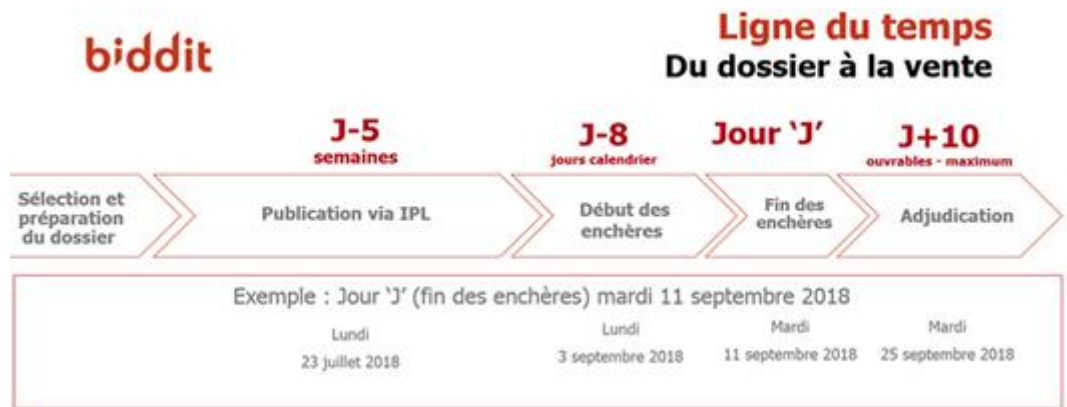 biddit
Ligne du temps
Du dossier à la vente
J-5
semaines
J-8
jours calendrier
Jour ‘J’
J+10
ouvrables - maximum
Sélection et
préparation
du dossier
Publication via IPL
Début des
enchères
Fin des
enchères
Adjudication
Exemple : Jour ‘J’ (fin des enchères) mardi 11 septembre 2018
Lundi
23 juillet 2018
Lundi
3 septembre 2018
Mardi
11 septembre 2018
Mardi
25 septembre 2018